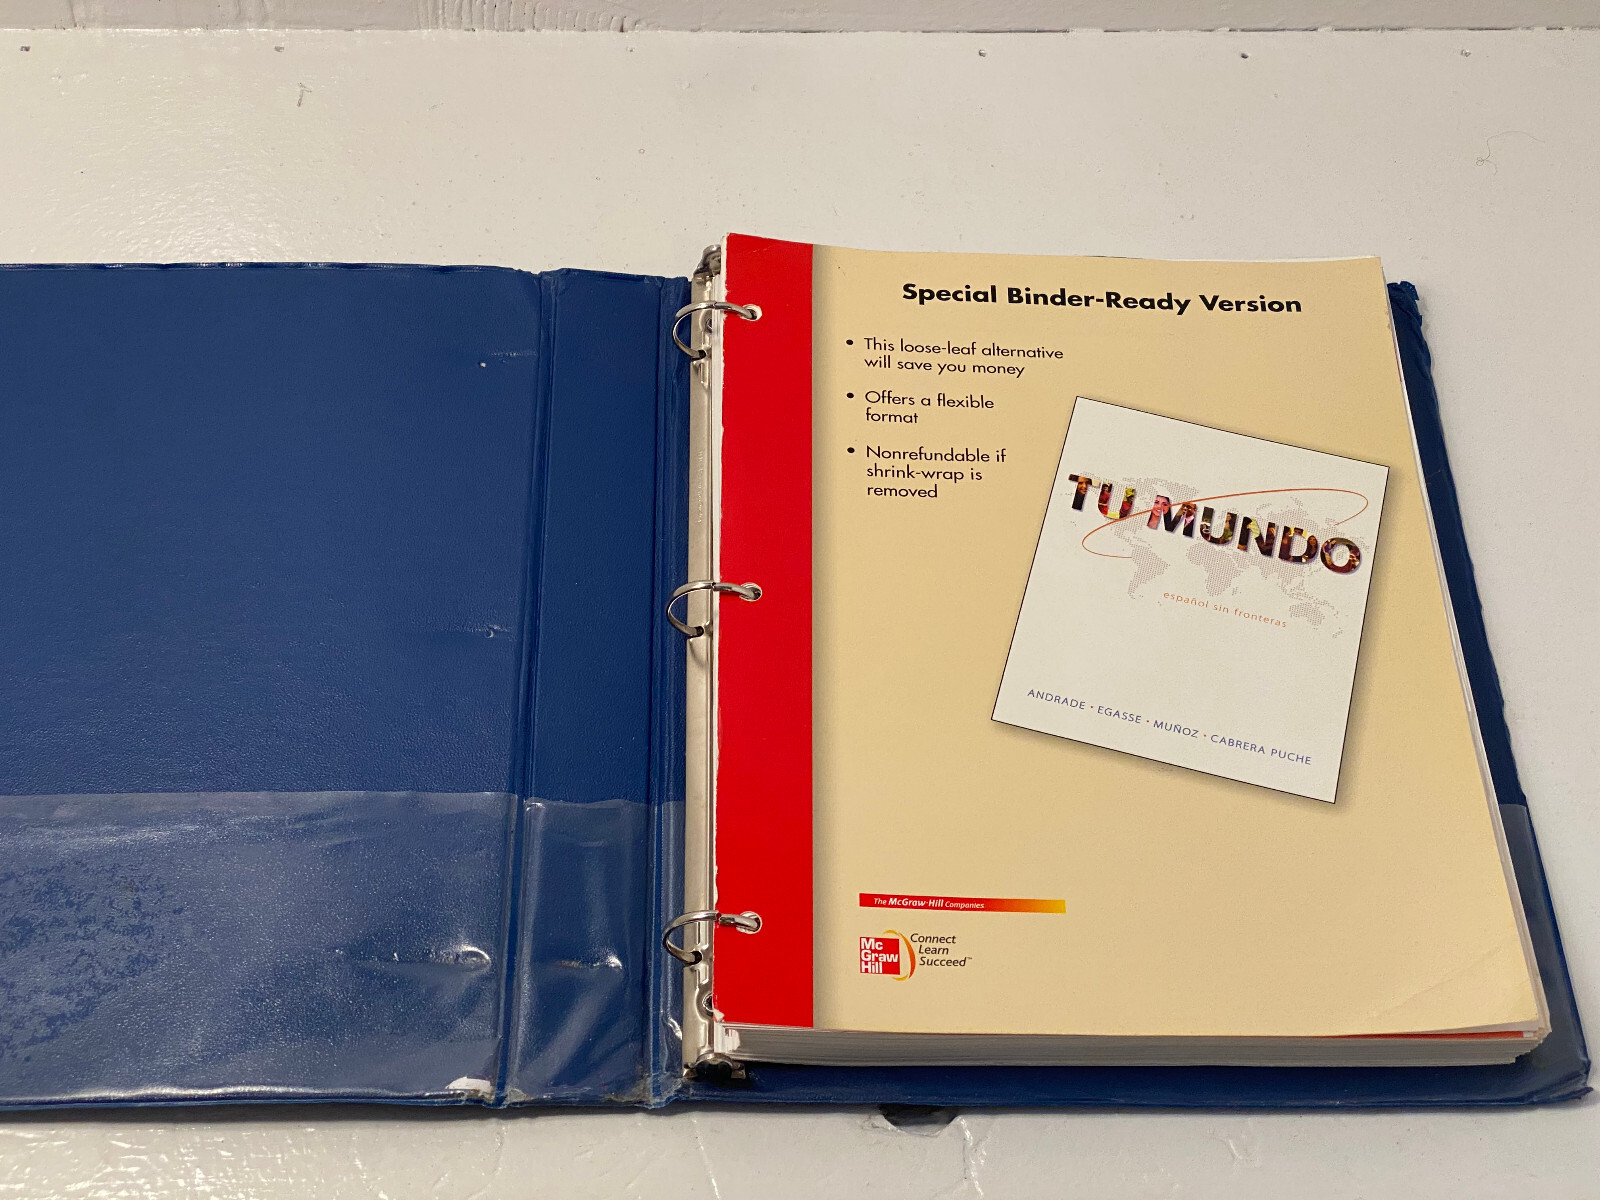 Special Binder-Ready Version
• This loose-leaf alternative
will save you money
• Offers a flexible
format
• Nonrefundable if
shrink-wrap is
removed
TU MUNDO
español sin fronteras
ANDRADE • EGASSE • MUÑOZ • CABRERA PUCHE
The McGraw-Hill Companies
Mc
Graw
Hill
Connect
Learn
Succeed™